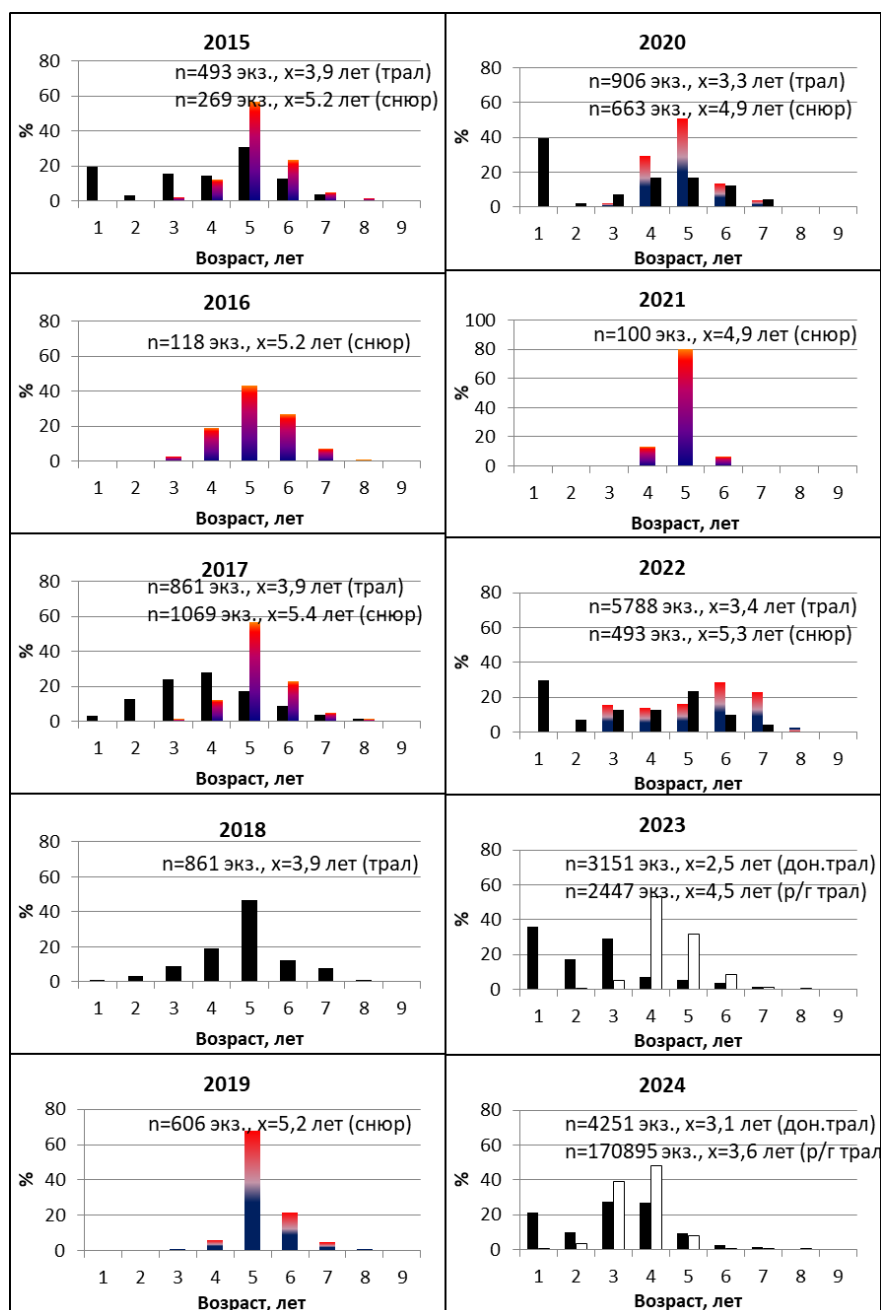 2015
n=493 экз., x=3,9 лет (трал)
n=269 экз., x=5.2 лет (снюр)
80
60
40
20
0
%
1 2 3 4 5 6 7 8 9
Возраст, лет
2016
n=118 экз., x=5.2 лет (снюр)
80
60
40
20
0
%
1 2 3 4 5 6 7 8 9
Возраст, лет
2017
n=861 экз., x=3,9 лет (трал)
n=1069 экз., x=5.4 лет (снюр)
80
60
40
20
0
%
1 2 3 4 5 6 7 8 9
Возраст, лет
2018
n=861 экз., x=3,9 лет (трал)
80
60
40
20
0
%
1 2 3 4 5 6 7 8 9
Возраст, лет
2019
n=606 экз., x=5,2 лет (снюр)
80
60
40
20
0
%
1 2 3 4 5 6 7 8 9
Возраст, лет
2020
n=906 экз., x=3,3 лет (трал)
n=663 экз., x=4,9 лет (снюр)
80
60
40
20
0
%
1 2 3 4 5 6 7 8 9
Возраст, лет
2021
n=100 экз., x=4,9 лет (снюр)
100
80
60
40
20
0
%
1 2 3 4 5 6 7 8 9
Возраст, лет
2022
n=5788 экз., x=3,4 лет (трал)
n=493 экз., x=5,3 лет (снюр)
80
60
40
20
0
%
1 2 3 4 5 6 7 8 9
Возраст, лет
2023
n=3151 экз., x=2,5 лет (дон.трал)
n=2447 экз., x=4,5 лет (р/г трал)
80
60
40
20
0
%
1 2 3 4 5 6 7 8 9
Возраст, лет
2024
n=4251 экз., x=3,1 лет (дон.трал)
n=170895 экз., x=3,6 лет (р/г трал
80
60
40
20
0
%
1 2 3 4 5 6 7 8 9
Возраст, лет